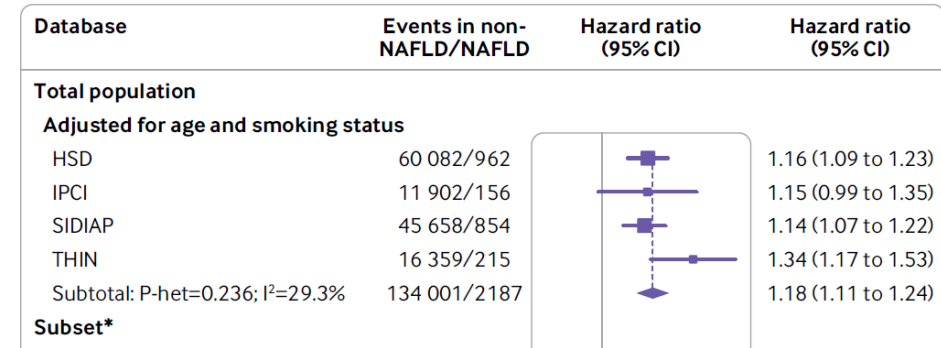 Database Events in non-NAFLD/NAFLD Hazard ratio (95% CI) Hazard ratio (95% CI)
Total population
Adjusted for age and smoking status
HSD 60 082/962 1.16 (1.09 to 1.23)
IPCI 11 902/156 1.15 (0.99 to 1.35)
SIDIAP 45 658/854 1.14 (1.07 to 1.22)
THIN 16 359/215 1.34 (1.17 to 1.53)
Subtotal: P-het=0.236; I²=29.3% 134 001/2187 1.18 (1.11 to 1.24)
Subset*